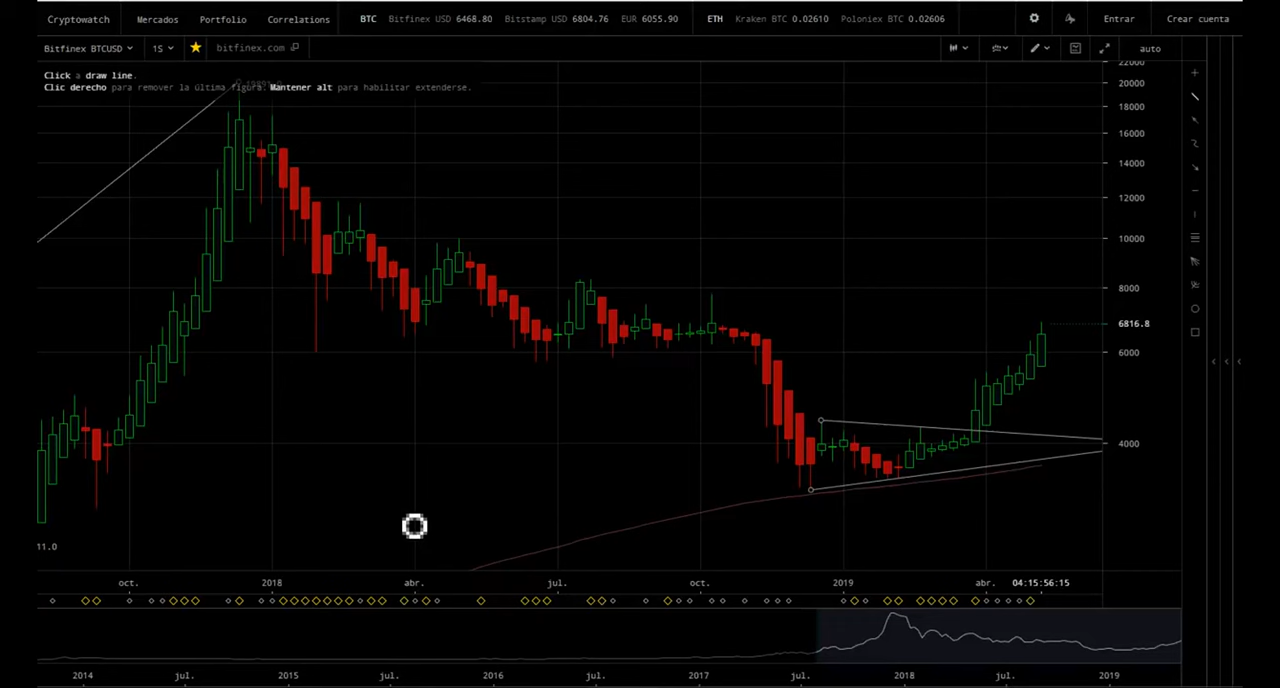 Cryptowatch Mercados Portfolio Correlations BTC Bitfinex USD 6468.80 Bitstamp USD 6804.76 EUR 6055.90 ETH Kraken BTC 0.02610 Poloniex BTC 0.02606 Entrar Crear cuenta
Bitfinex BTCUSD 1S bitfinex.com auto
Click a draw line.
Clic derecho para remover la última figura. Mantener alt para habilitar extenderse.
22000
20000
18000
16000
14000
12000
10000
8000
6816.8
6000
4000
11.0
oct. 2018 abr. jul. oct. 2019 abr. 04:15:56:15
2014 jul. 2015 jul. 2016 jul. 2017 jul. 2018 jul. 2019